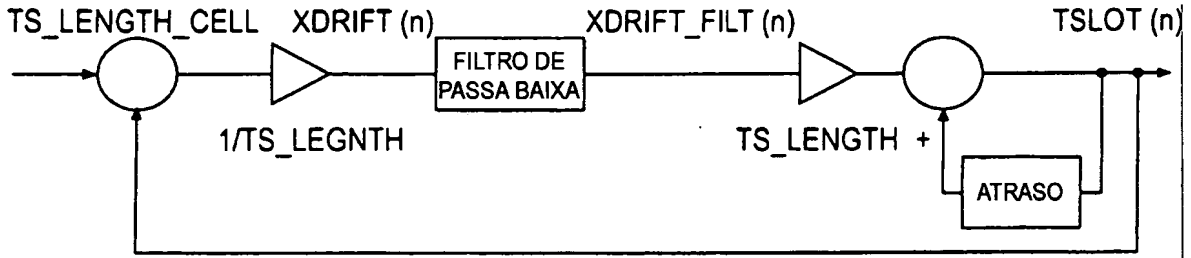 TS_LENGTH_CELL
XDRIFT (n)
XDRIFT_FILT (n)
TSLOT (n)
FILTRO DE
PASSA BAIXA
1/TS_LEGNTH
TS_LENGTH +
ATRASO